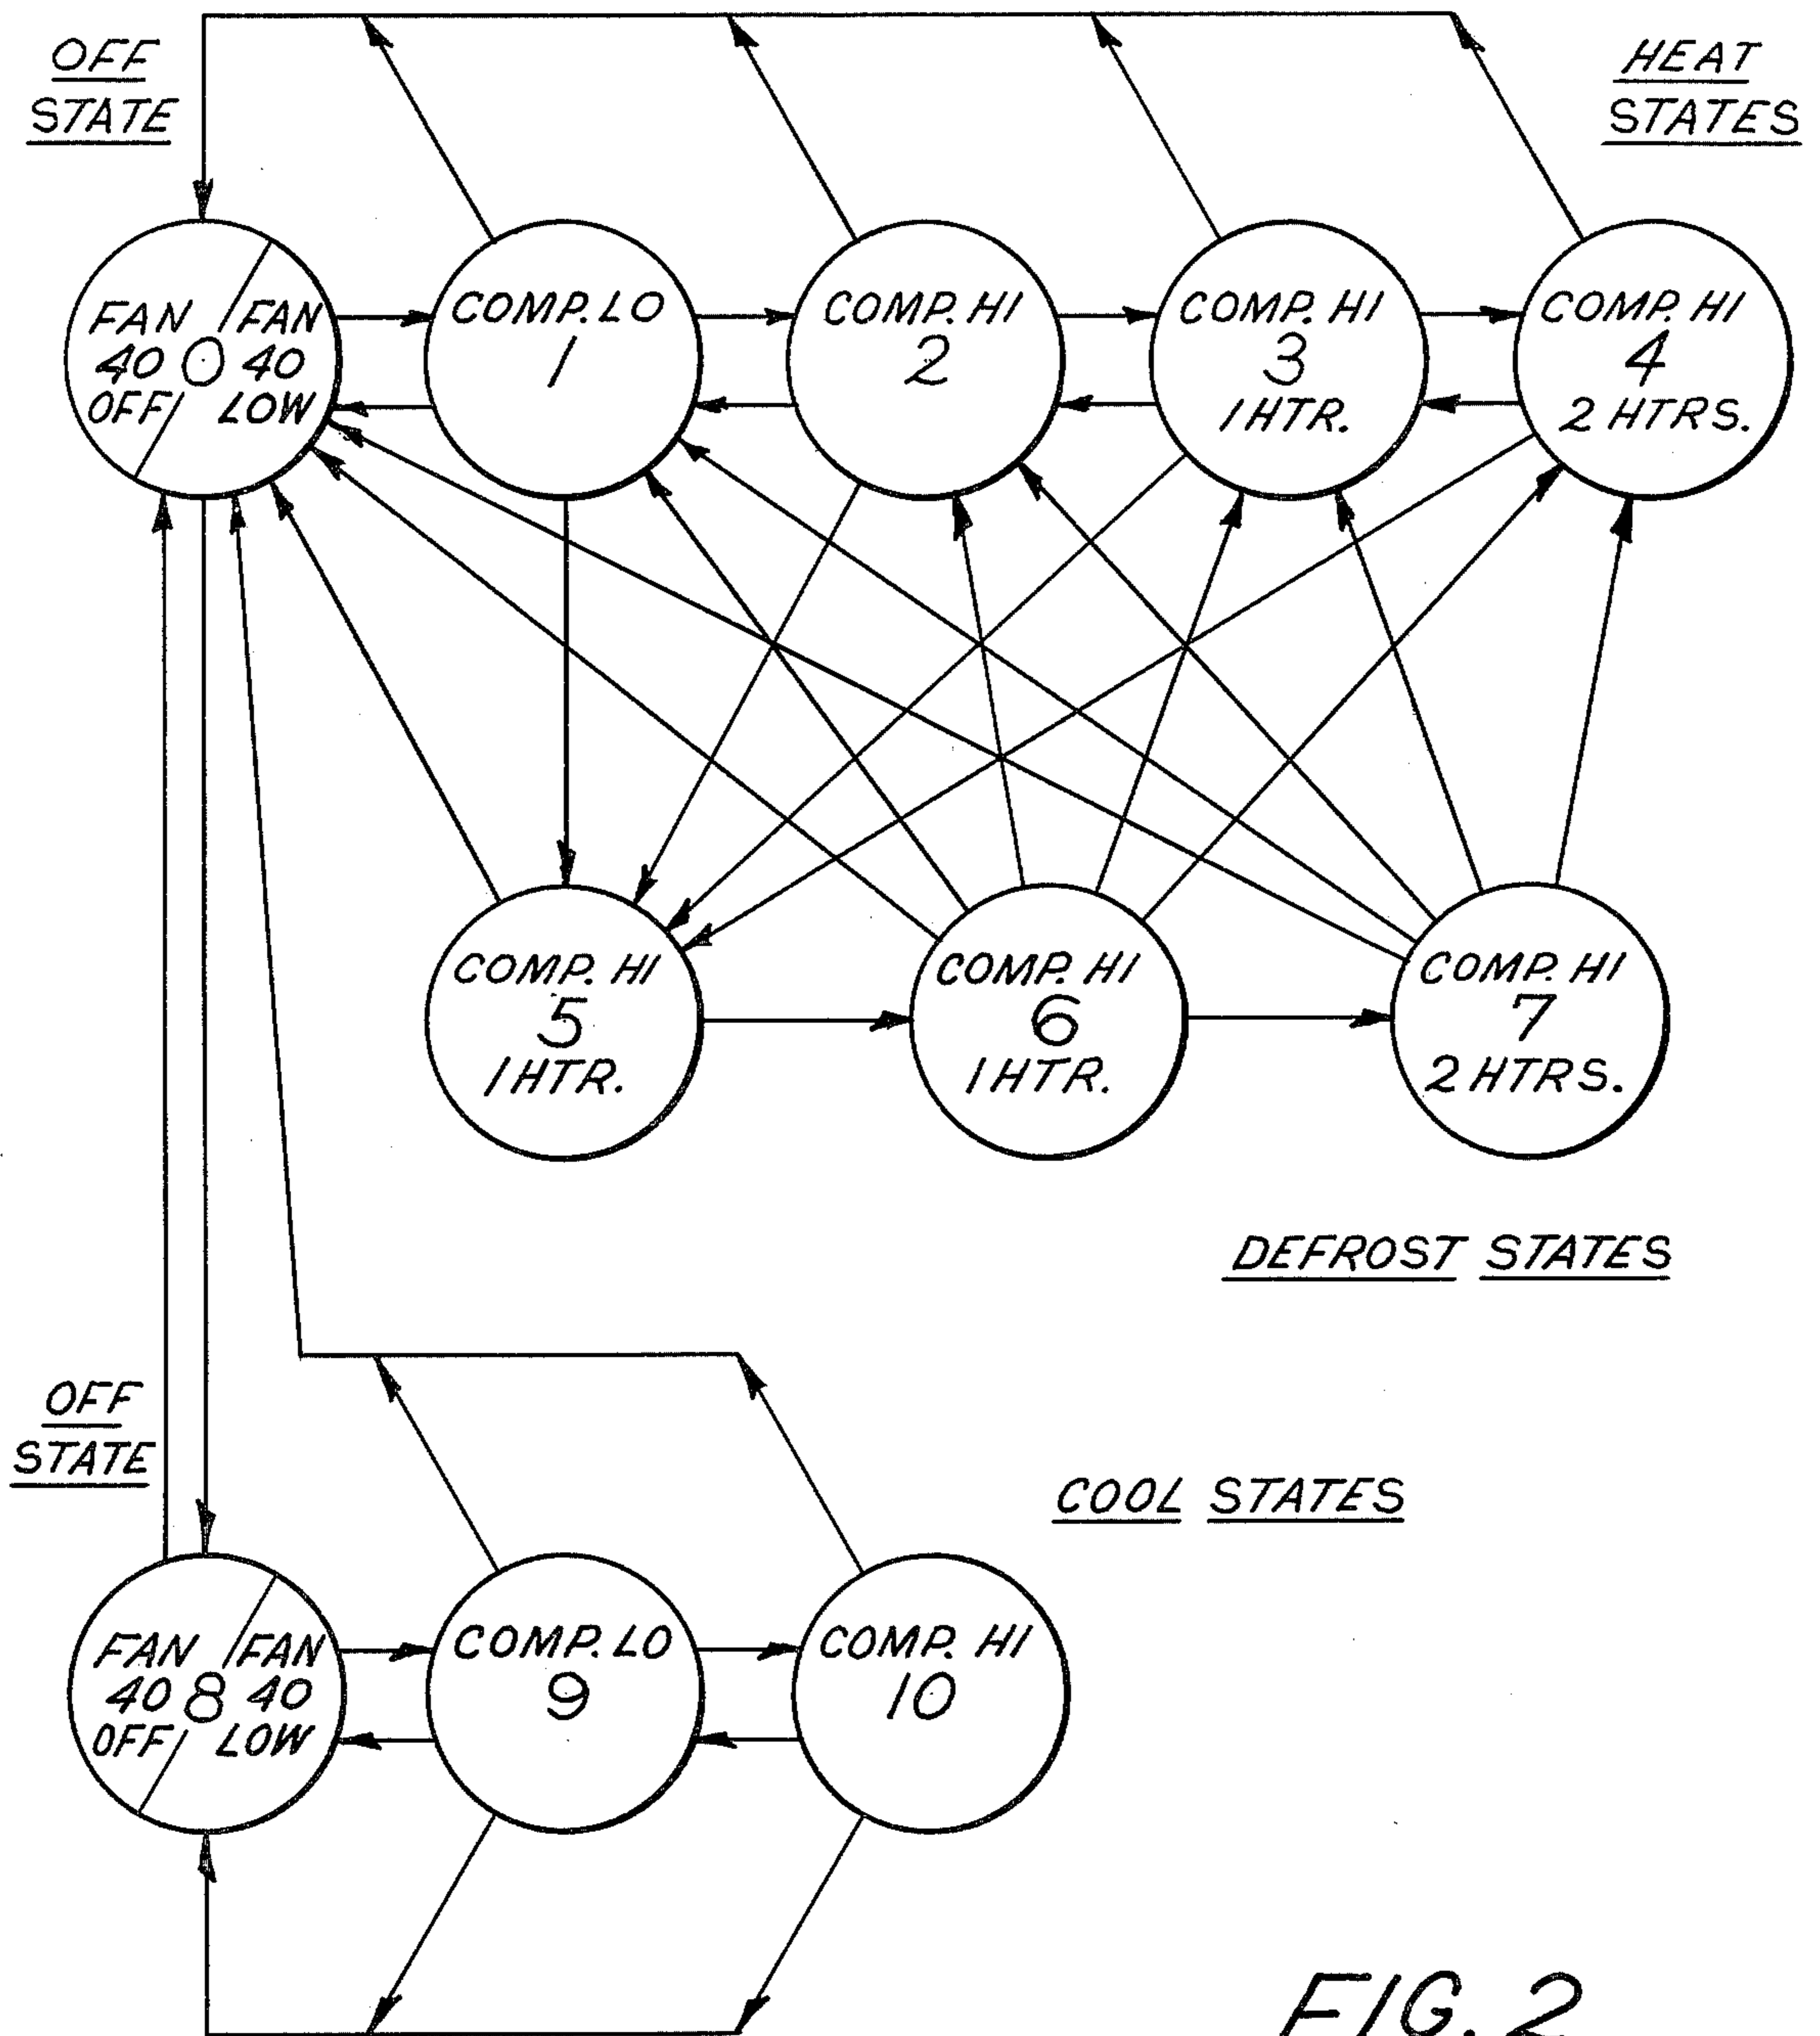 OFF
STATE
HEAT
STATES
FAN / FAN
40 0 40
OFF / LOW
COMP. LO
1
COMP. HI
2
COMP. HI
3
1 HTR.
COMP. HI
4
2 HTRS.
COMP. HI
5
1 HTR.
COMP. HI
6
1 HTR.
COMP. HI
7
2 HTRS.
DEFROST STATES
OFF
STATE
COOL STATES
FAN / FAN
40 8 40
OFF / LOW
COMP. LO
9
COMP. HI
10
FIG. 2